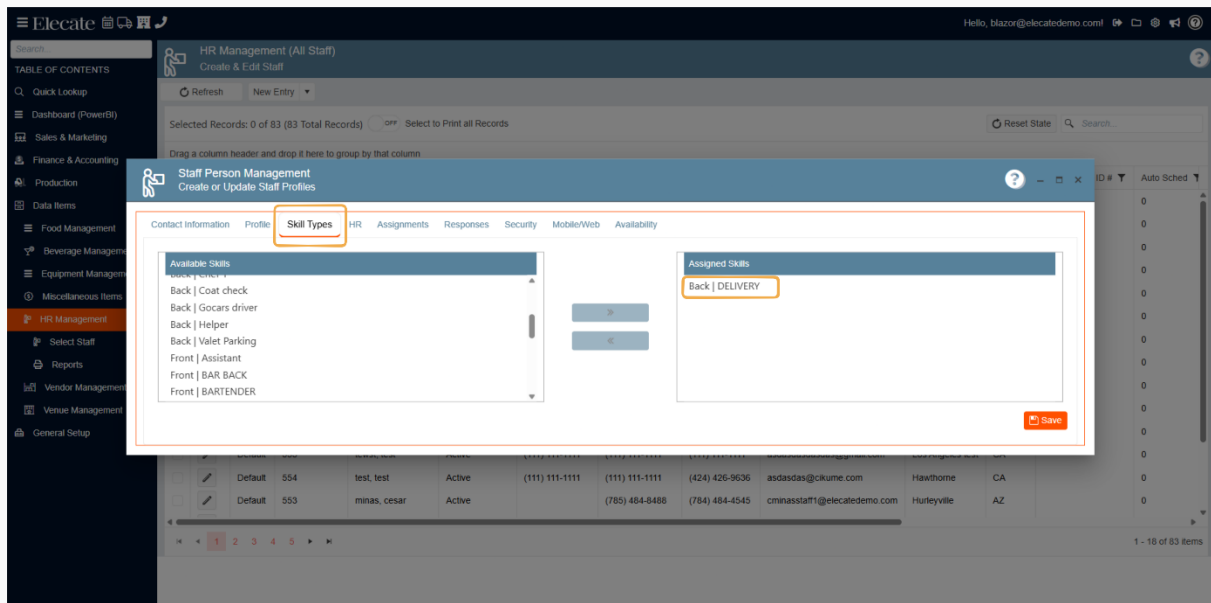 Elecate
Hello, blazor@elecatedemo.com!
Search...
TABLE OF CONTENTS
Quick Lookup
Dashboard (PowerBI)
Sales & Marketing
Finance & Accounting
Production
Data Items
Food Management
Beverage Manageme
Equipment Managem
Miscellaneous Items
HR Management
Select Staff
Reports
Vendor Management
Venue Management
General Setup
HR Management (All Staff)
Create & Edit Staff
Refresh New Entry
Selected Records: 0 of 83 (83 Total Records) OFF Select to Print all Records
Reset State Search...
Drag a column header and drop it here to group by that column
ID # Auto Sched
0
0
0
0
0
0
0
0
0
0
0
Staff Person Management
Create or Update Staff Profiles
Contact Information Profile Skill Types HR Assignments Responses Security Mobile/Web Availability
Available Skills
Back | Coat check
Back | Gocars driver
Back | Helper
Back | Valet Parking
Front | Assistant
Front | BAR BACK
Front | BARTENDER
Assigned Skills
Back | DELIVERY
Save
Default 554 test, test Active (111) 111-1111 (111) 111-1111 (424) 426-9636 asdasdas@cikume.com Hawthorne CA 0
Default 553 minas, cesar Active (785) 484-8488 (784) 484-4545 cminasstaff1@elecatedemo.com Hurleyville AZ 0
1 2 3 4 5
1 - 18 of 83 items